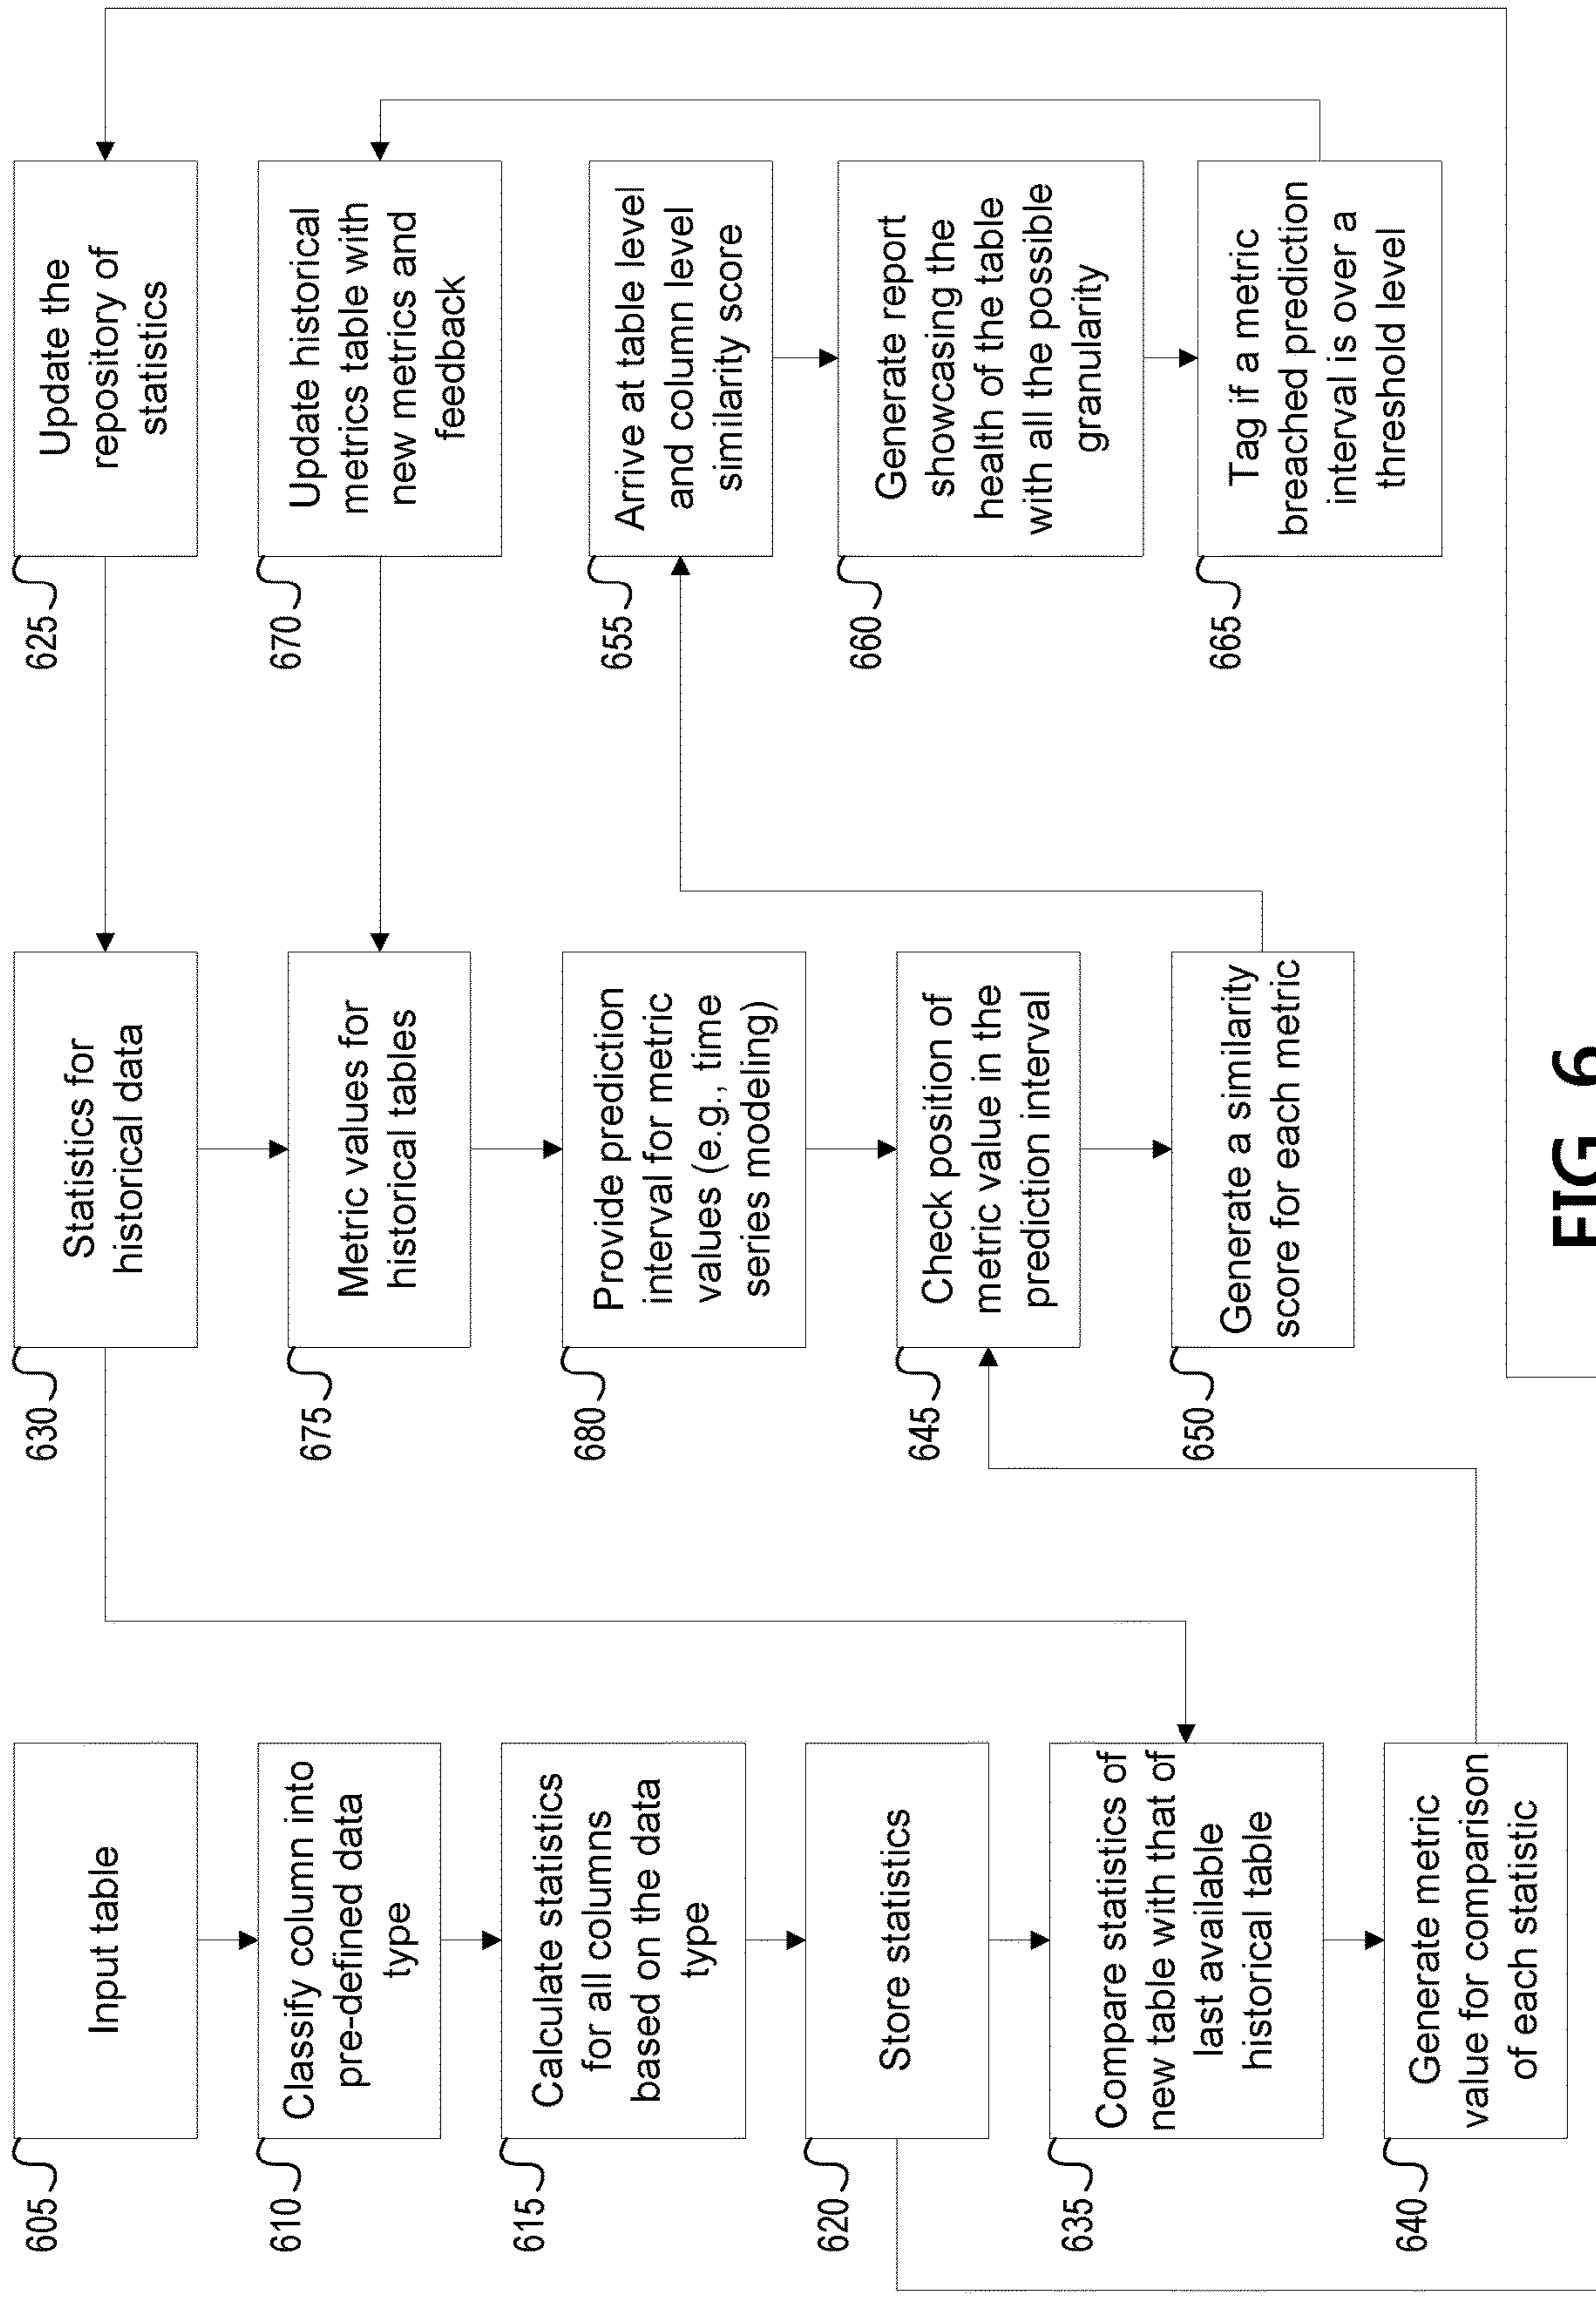 605
Input table
610
Classify column into
pre-defined data
type
615
Calculate statistics
for all columns
based on the data
type
620
Store statistics
635
Compare statistics of
new table with that of
last available
historical table
640
Generate metric
value for comparison
of each statistic
630
Statistics for
historical data
675
Metric values for
historical tables
680
Provide prediction
interval for metric
values (e.g., time
series modeling)
645
Check position of
metric value in the
prediction interval
650
Generate a similarity
score for each metric
625
Update the
repository of
statistics
670
Update historical
metrics table with
new metrics and
feedback
655
Arrive at table level
and column level
similarity score
660
Generate report
showcasing the
health of the table
with all the possible
granularity
665
Tag if a metric
breached prediction
interval is over a
threshold level
FIG. 6